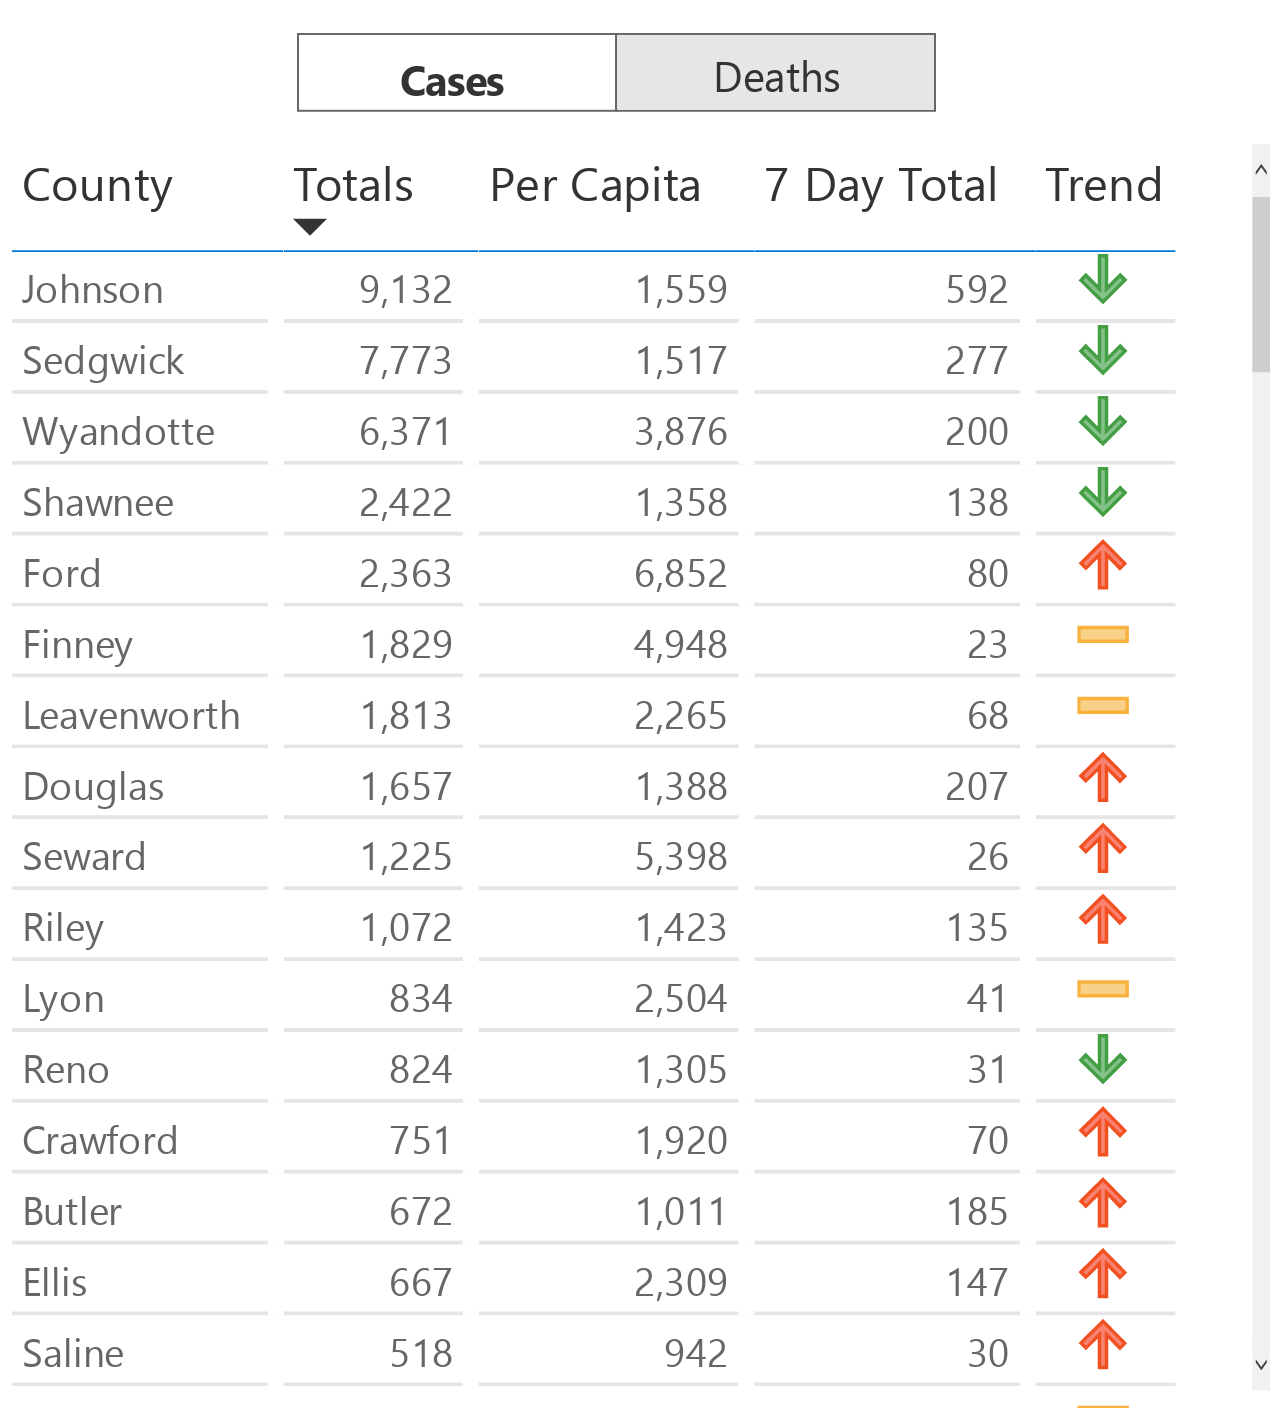 Cases Deaths
County Totals Per Capita 7 Day Total Trend
Johnson 9,132 1,559 592
Sedgwick 7,773 1,517 277
Wyandotte 6,371 3,876 200
Shawnee 2,422 1,358 138
Ford 2,363 6,852 80
Finney 1,829 4,948 23
Leavenworth 1,813 2,265 68
Douglas 1,657 1,388 207
Seward 1,225 5,398 26
Riley 1,072 1,423 135
Lyon 834 2,504 41
Reno 824 1,305 31
Crawford 751 1,920 70
Butler 672 1,011 185
Ellis 667 2,309 147
Saline 518 942 30